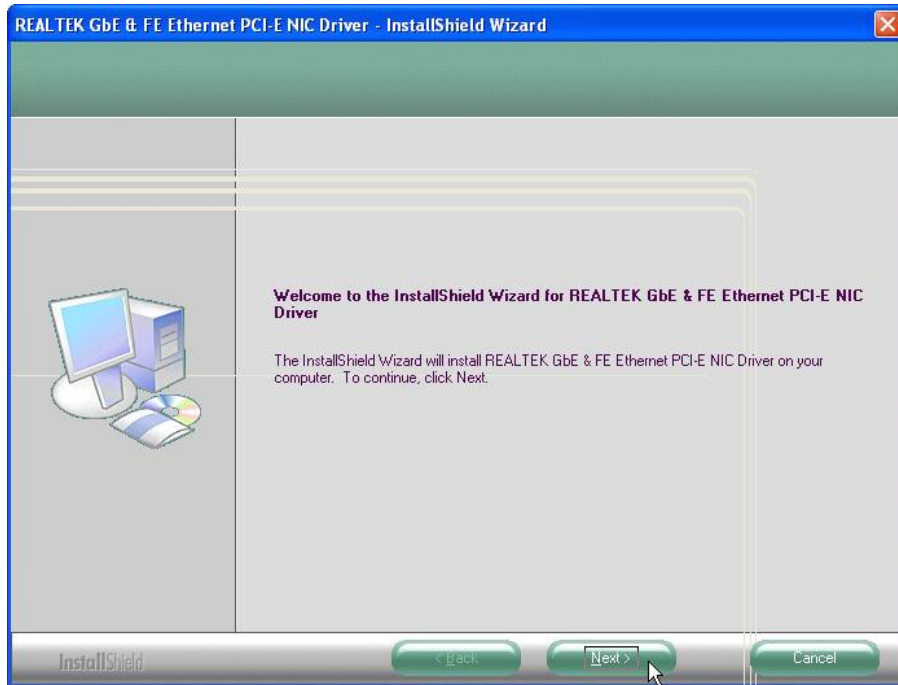 REALTEK GbE & FE Ethernet PCI-E NIC Driver - InstallShield Wizard
Welcome to the InstallShield Wizard for REALTEK GbE & FE Ethernet PCI-E NIC
Driver
The InstallShield Wizard will install REALTEK GbE & FE Ethernet PCI-E NIC Driver on your
computer. To continue, click Next.
InstallShield
< Back
Next >
Cancel